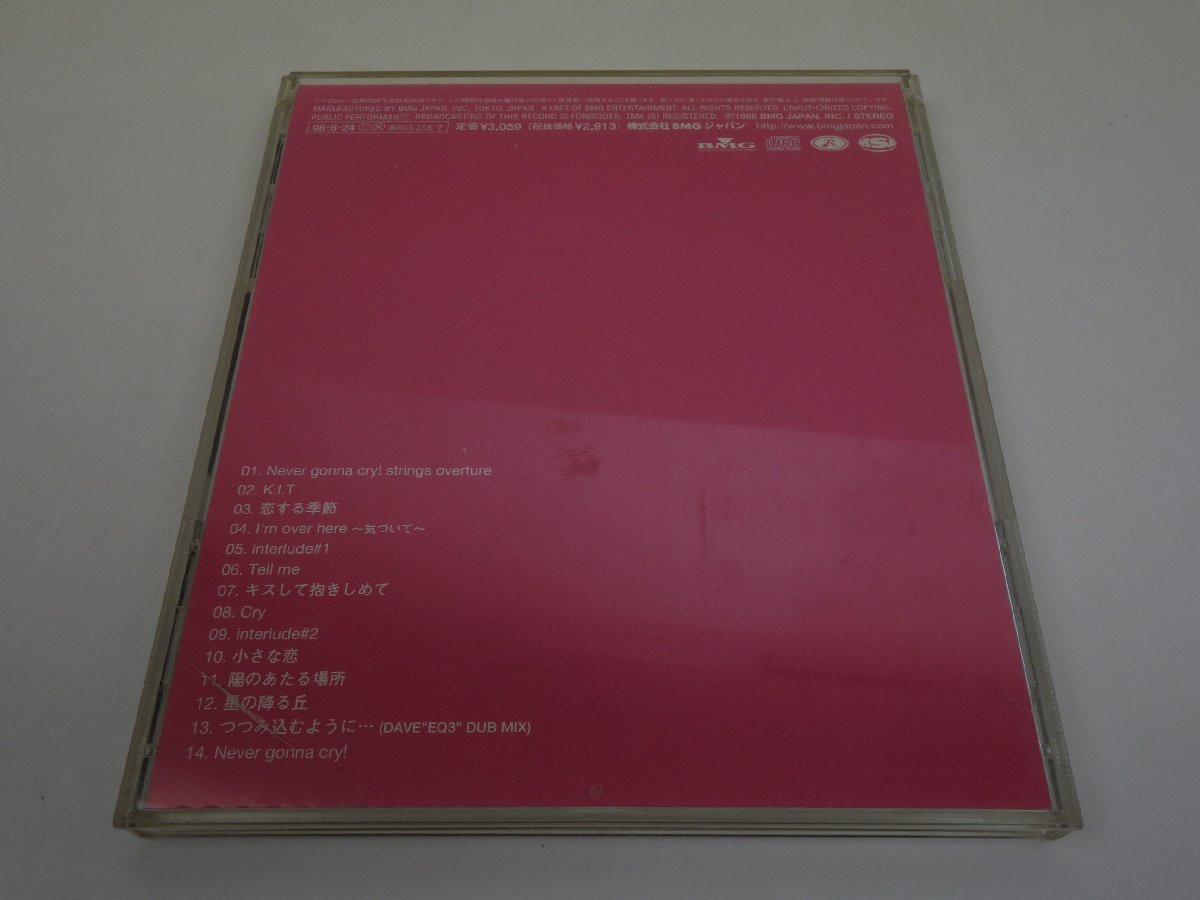 MANUFACTURED BY BMG JAPAN, INC., TOKYO, JAPAN. A UNIT OF BMG ENTERTAINMENT. ALL RIGHTS RESERVED. UNAUTHORIZED COPYING,
PUBLIC PERFORMANCE, BROADCASTING OF THIS RECORD IS FORBIDDEN. TMK (S) REGISTERED. Ⓟ1998 BMG JAPAN, INC. / STEREO
定価¥3,059 (税抜価格¥2,913) 株式会社BMGジャパン http://www.bmgjapan.com
BMG disc R
01. Never gonna cry! strings overture
02. K.I.T
03. 恋する季節
04. I'm over here ～気づいて～
05. interlude#1
06. Tell me
07. キスして抱きしめて
08. Cry
09. interlude#2
10. 小さな恋
11. 陽のあたる場所
12. 星の降る丘
13. つつみ込むように… (DAVE"EQ3" DUB MIX)
14. Never gonna cry!